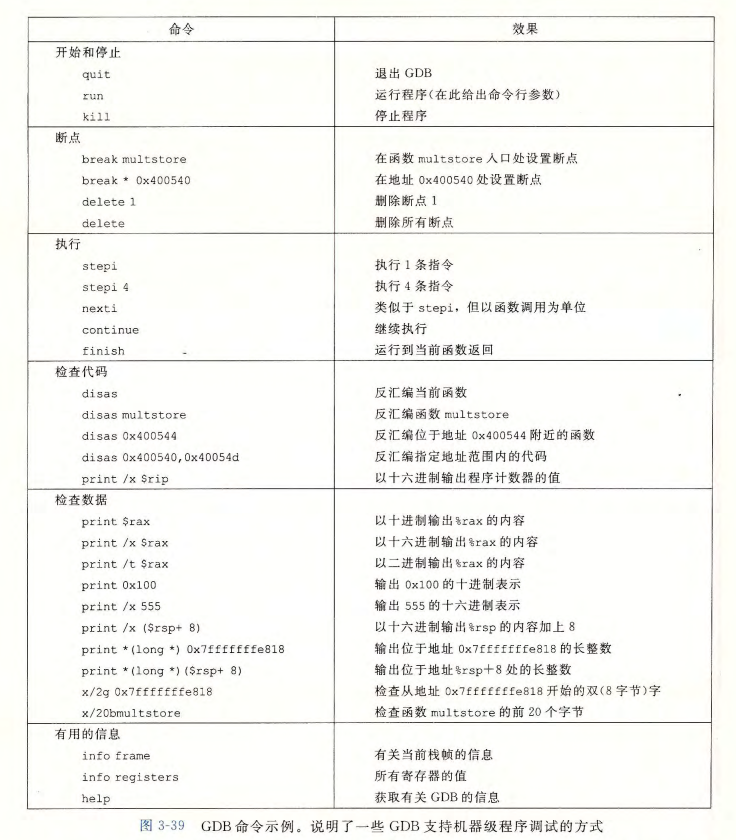 命令 效果
开始和停止
quit 退出 GDB
run 运行程序(在此给出命令行参数)
kill 停止程序
断点
break multstore 在函数 multstore 入口处设置断点
break * 0x400540 在地址 0x400540 处设置断点
delete 1 删除断点 1
delete 删除所有断点
执行
stepi 执行 1 条指令
stepi 4 执行 4 条指令
nexti 类似于 stepi，但以函数调用为单位
continue 继续执行
finish 运行到当前函数返回
检查代码
disas 反汇编当前函数
disas multstore 反汇编函数 multstore
disas 0x400544 反汇编位于地址 0x400544 附近的函数
disas 0x400540,0x40054d 反汇编指定地址范围内的代码
print /x $rip 以十六进制输出程序计数器的值
检查数据
print $rax 以十进制输出%rax 的内容
print /x $rax 以十六进制输出%rax 的内容
print /t $rax 以二进制输出%rax 的内容
print 0x100 输出 0x100 的十进制表示
print /x 555 输出 555 的十六进制表示
print /x ($rsp+ 8) 以十六进制输出%rsp 的内容加上 8
print *(long *) 0x7fffffffe818 输出位于地址 0x7fffffffe818 的长整数
print *(long *)($rsp+ 8) 输出位于地址%rsp+8 处的长整数
x/2g 0x7fffffffe818 检查从地址 0x7fffffffe818 开始的双(8 字节)字
x/20bmultstore 检查函数 multstore 的前 20 个字节
有用的信息
info frame 有关当前栈帧的信息
info registers 所有寄存器的值
help 获取有关 GDB 的信息
图 3-39 GDB 命令示例。说明了一些 GDB 支持机器级程序调试的方式